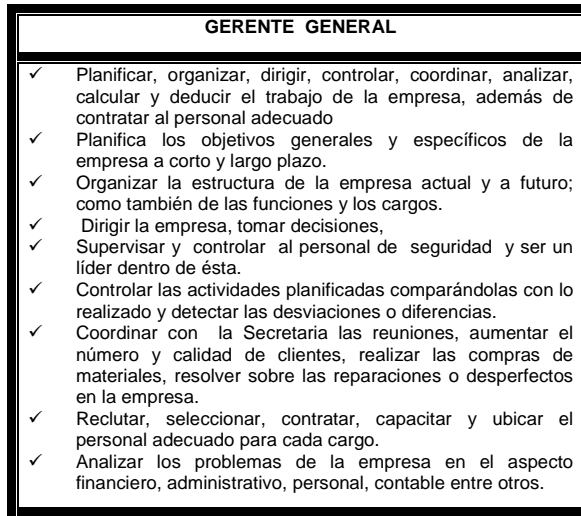 GERENTE GENERAL
✓ Planificar, organizar, dirigir, controlar, coordinar, analizar,
calcular y deducir el trabajo de la empresa, además de
contratar al personal adecuado
✓ Planifica los objetivos generales y específicos de la
empresa a corto y largo plazo.
✓ Organizar la estructura de la empresa actual y a futuro;
como también de las funciones y los cargos.
✓ Dirigir la empresa, tomar decisiones,
✓ Supervisar y controlar al personal de seguridad y ser un
líder dentro de ésta.
✓ Controlar las actividades planificadas comparándolas con lo
realizado y detectar las desviaciones o diferencias.
✓ Coordinar con la Secretaria las reuniones, aumentar el
número y calidad de clientes, realizar las compras de
materiales, resolver sobre las reparaciones o desperfectos
en la empresa.
✓ Reclutar, seleccionar, contratar, capacitar y ubicar el
personal adecuado para cada cargo.
✓ Analizar los problemas de la empresa en el aspecto
financiero, administrativo, personal, contable entre otros.